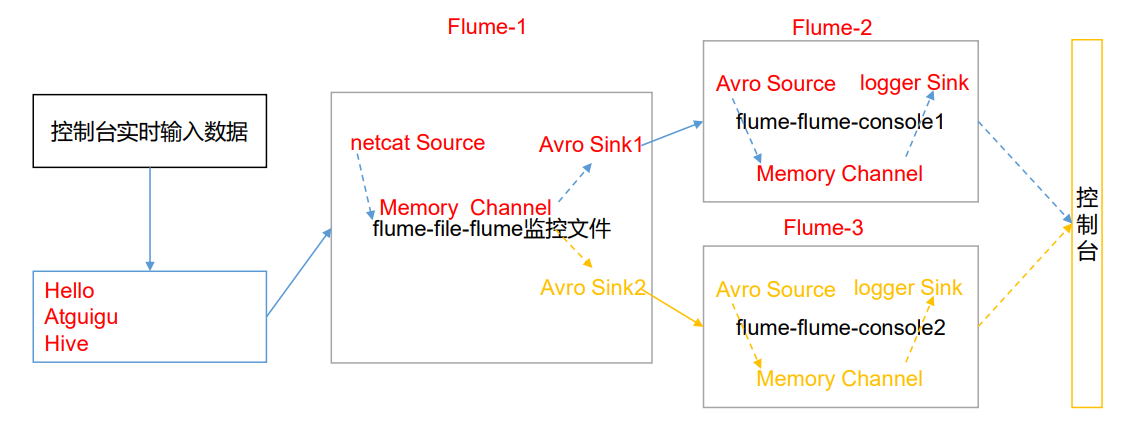 控制台实时输入数据
Hello
Atguigu
Hive
Flume-1
netcat Source
Avro Sink1
Memory  Channel
flume-file-flume监控文件
Avro Sink2
Flume-2
Avro Source
logger Sink
flume-flume-console1
Memory Channel
Flume-3
Avro Source
logger Sink
flume-flume-console2
Memory Channel
控
制
台